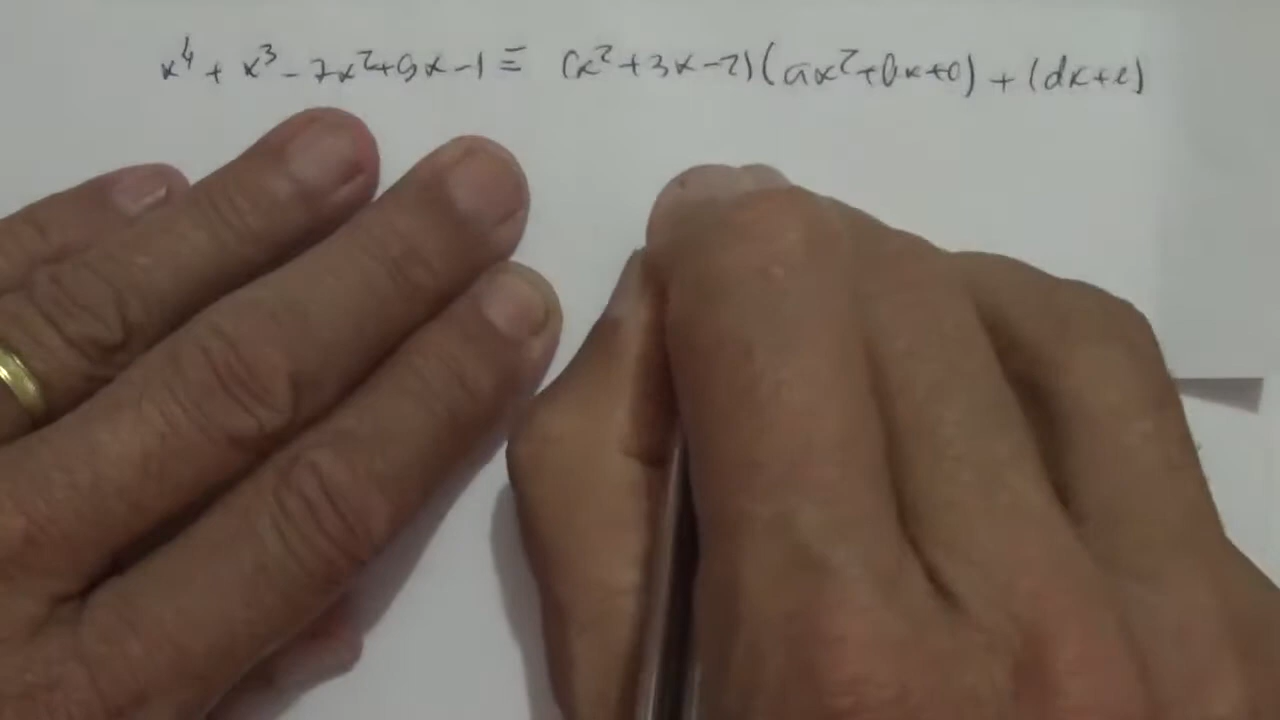 x⁴ + x³ - 7x² + 9x - 1 ≡ (x² + 3x - 2)(ax² + bx + c) + (dx + e)